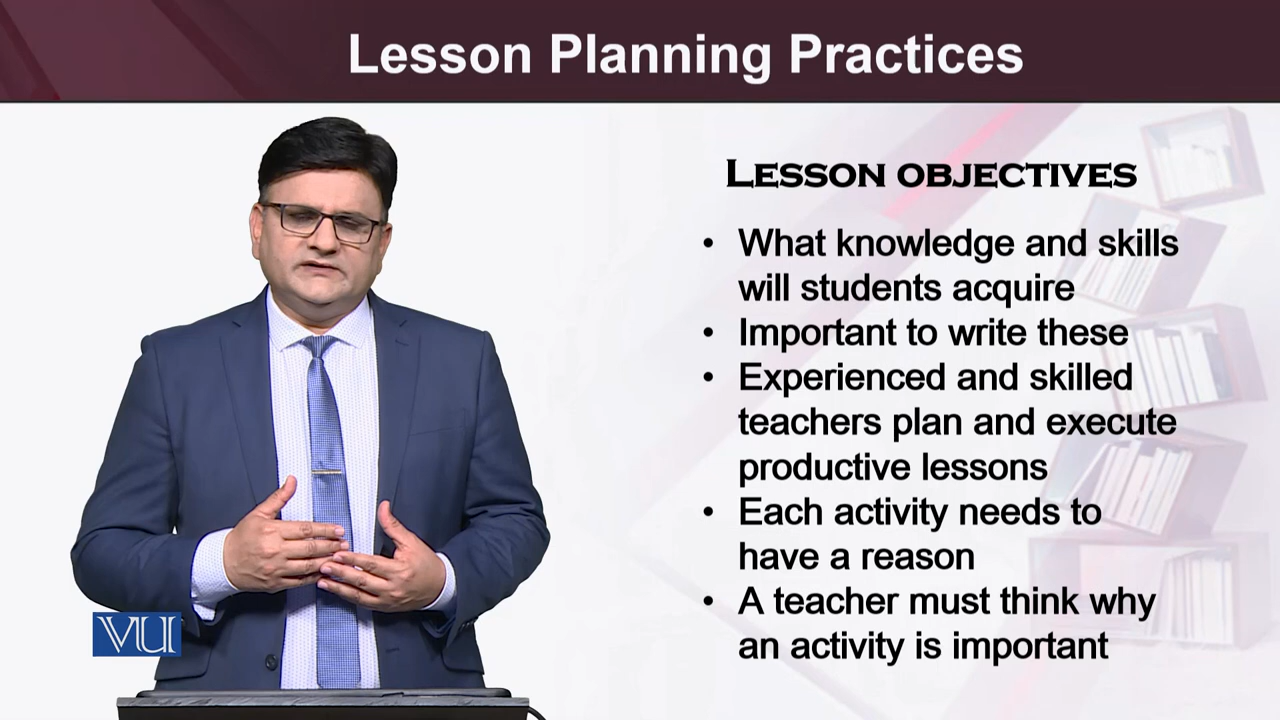 Lesson Planning Practices
LESSON OBJECTIVES
• What knowledge and skills
will students acquire
• Important to write these
• Experienced and skilled
teachers plan and execute
productive lessons
• Each activity needs to
have a reason
• A teacher must think why
an activity is important
VU